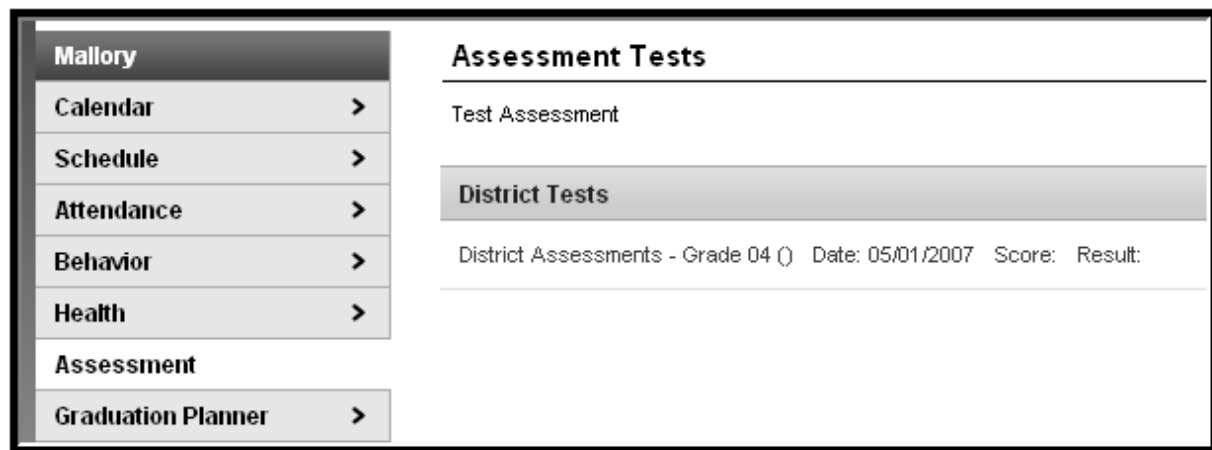 Mallory
Calendar
Schedule
Attendance
Behavior
Health
Assessment
Graduation Planner
Assessment Tests
Test Assessment
District Tests
District Assessments - Grade 04 () Date: 05/01/2007 Score: Result: